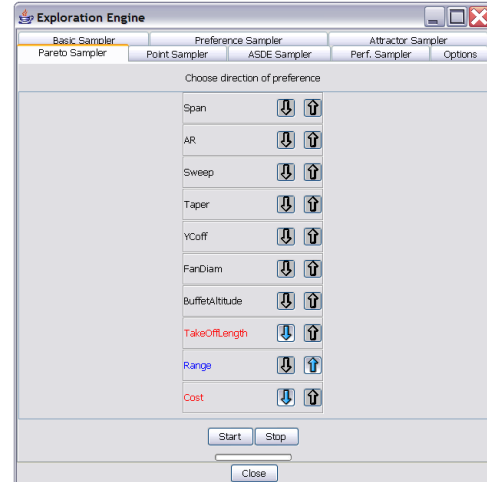 Exploration Engine
Basic Sampler Preference Sampler Attractor Sampler
Pareto Sampler Point Sampler ASDE Sampler Perf. Sampler Options
Choose direction of preference
Span
AR
Sweep
Taper
YCoff
FanDiam
BuffetAltitude
TakeOffLength
Range
Cost
Start Stop
Close